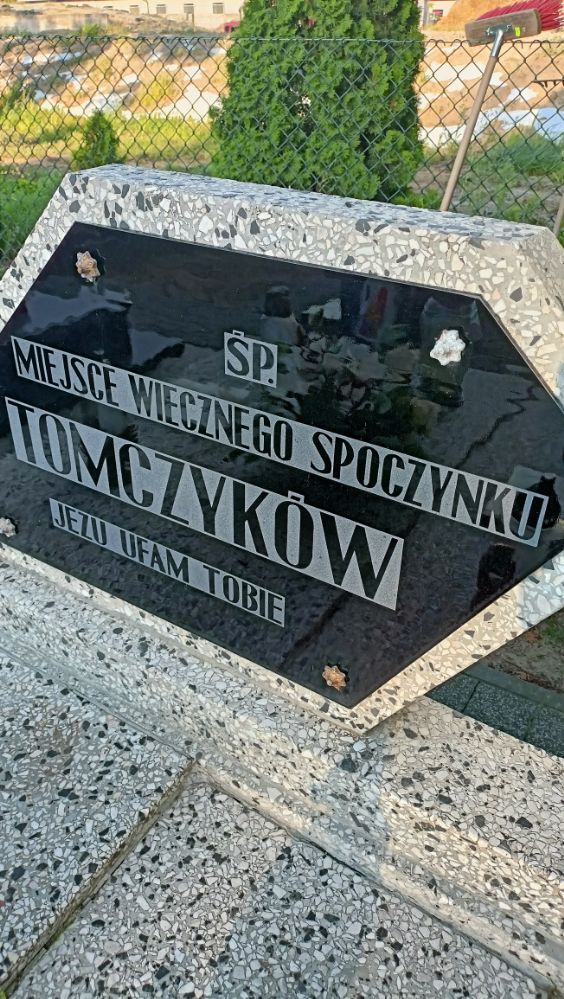 ŚP.
MIEJSCE WIECZNEGO SPOCZYNKU
TOMCZYKÓW
JEZU UFAM TOBIE